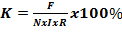 K = F/NxIxR x100%